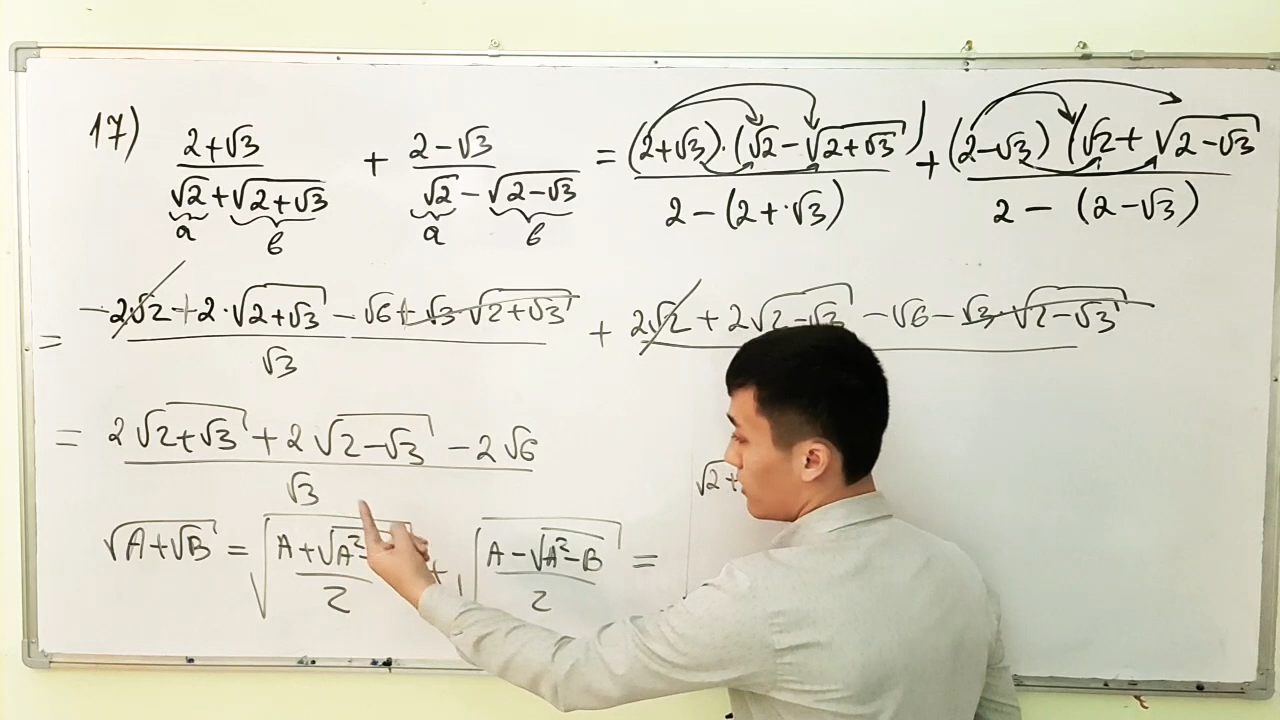 17) (2+√3)/(√2+√(2+√3)) + (2-√3)/(√2-√(2-√3)) = ((2+√3)·(√2-√(2+√3)))/(2-(2+·√3)) + ((2-√3)(√2+√(2-√3)))/(2-(2-√3))
a b a b
= (-2√2+2·√(2+√3)-√6+√3·√(2+√3))/√3 + (2√2+2√(2-√3)-√6-√3·√(2-√3))
= (2√(2+√3)+2√(2-√3)-2√6)/√3
√2+
√(A+√B) = √((A+√(A²-)/2) + √((A-√(A²-B))/2) =